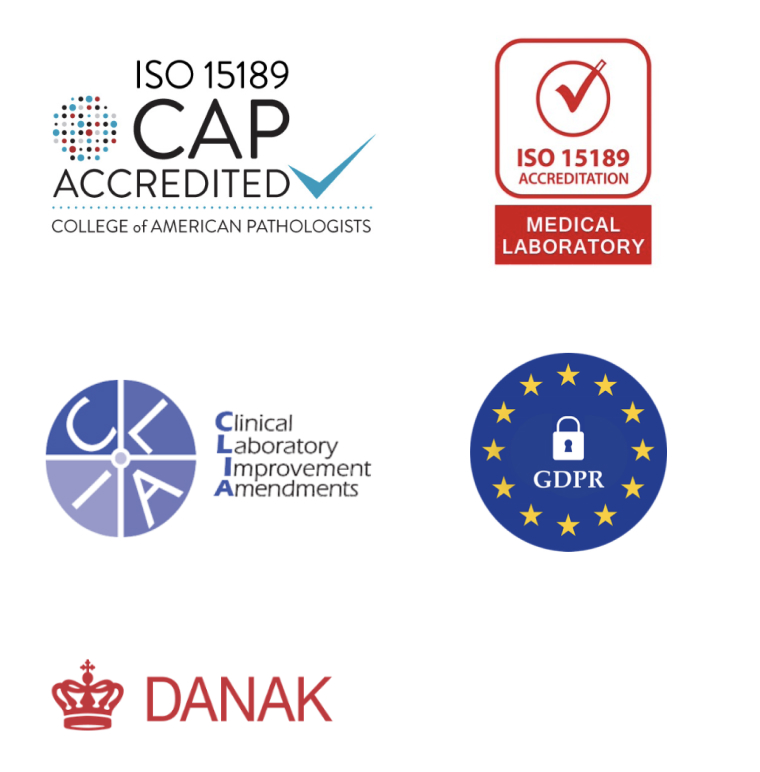 ISO 15189
CAP
ACCREDITED
COLLEGE of AMERICAN PATHOLOGISTS
ISO 15189
ACCREDITATION
MEDICAL
LABORATORY
CLIA
Clinical
Laboratory
Improvement
Amendments
GDPR
DANAK